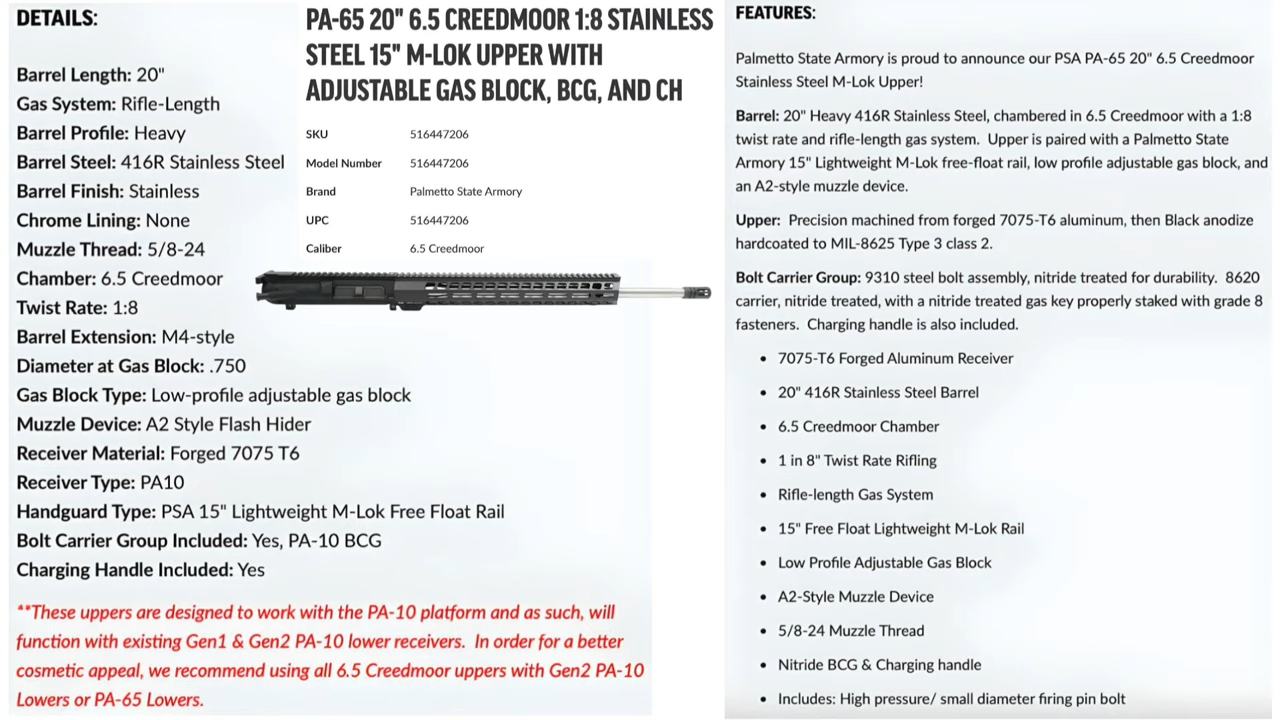 DETAILS:
Barrel Length: 20"
Gas System: Rifle-Length
Barrel Profile: Heavy
Barrel Steel: 416R Stainless Steel
Barrel Finish: Stainless
Chrome Lining: None
Muzzle Thread: 5/8-24
Chamber: 6.5 Creedmoor
Twist Rate: 1:8
Barrel Extension: M4-style
Diameter at Gas Block: .750
Gas Block Type: Low-profile adjustable gas block
Muzzle Device: A2 Style Flash Hider
Receiver Material: Forged 7075 T6
Receiver Type: PA10
Handguard Type: PSA 15" Lightweight M-Lok Free Float Rail
Bolt Carrier Group Included: Yes, PA-10 BCG
Charging Handle Included: Yes
**These uppers are designed to work with the PA-10 platform and as such, will
function with existing Gen1 & Gen2 PA-10 lower receivers.  In order for a better
cosmetic appeal, we recommend using all 6.5 Creedmoor uppers with Gen2 PA-10
Lowers or PA-65 Lowers.
PA-65 20" 6.5 CREEDMOOR 1:8 STAINLESS
STEEL 15" M-LOK UPPER WITH
ADJUSTABLE GAS BLOCK, BCG, AND CH
SKU 516447206
Model Number 516447206
Brand Palmetto State Armory
UPC 516447206
Caliber 6.5 Creedmoor
FEATURES:
Palmetto State Armory is proud to announce our PSA PA-65 20" 6.5 Creedmoor
Stainless Steel M-Lok Upper!
Barrel: 20" Heavy 416R Stainless Steel, chambered in 6.5 Creedmoor with a 1:8
twist rate and rifle-length gas system.  Upper is paired with a Palmetto State
Armory 15" Lightweight M-Lok free-float rail, low profile adjustable gas block, and
an A2-style muzzle device.
Upper:  Precision machined from forged 7075-T6 aluminum, then Black anodize
hardcoated to MIL-8625 Type 3 class 2.
Bolt Carrier Group: 9310 steel bolt assembly, nitride treated for durability.  8620
carrier, nitride treated, with a nitride treated gas key properly staked with grade 8
fasteners.  Charging handle is also included.
• 7075-T6 Forged Aluminum Receiver
• 20" 416R Stainless Steel Barrel
• 6.5 Creedmoor Chamber
• 1 in 8" Twist Rate Rifling
• Rifle-length Gas System
• 15" Free Float Lightweight M-Lok Rail
• Low Profile Adjustable Gas Block
• A2-Style Muzzle Device
• 5/8-24 Muzzle Thread
• Nitride BCG & Charging handle
• Includes: High pressure/ small diameter firing pin bolt